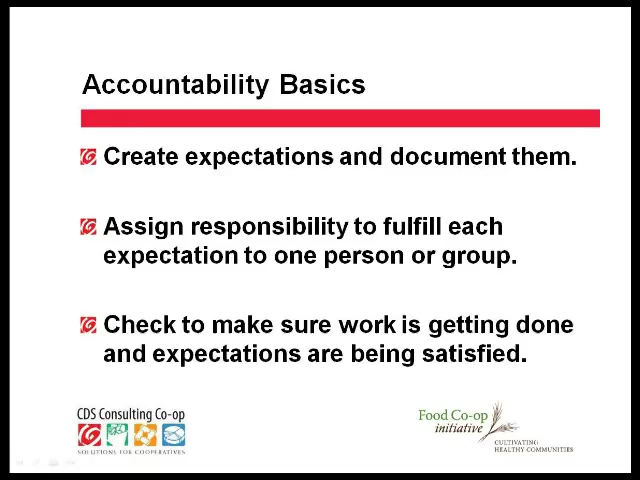 Accountability Basics
Create expectations and document them.
Assign responsibility to fulfill each
expectation to one person or group.
Check to make sure work is getting done
and expectations are being satisfied.
CDS Consulting Co-op
SOLUTIONS FOR COOPERATIVES
Food Co-op
initiative
CULTIVATING
HEALTHY COMMUNITIES